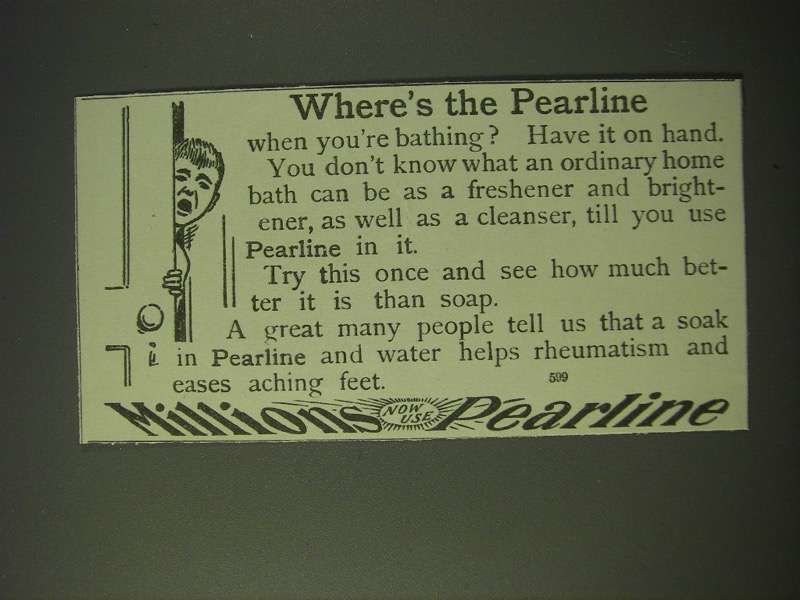 Where's the Pearline
when you're bathing? Have it on hand.
You don't know what an ordinary home
bath can be as a freshener and bright-
ener, as well as a cleanser, till you use
Pearline in it.
Try this once and see how much bet-
ter it is than soap.
A great many people tell us that a soak
in Pearline and water helps rheumatism and
eases aching feet. 599
Millions NOW USE Pearline